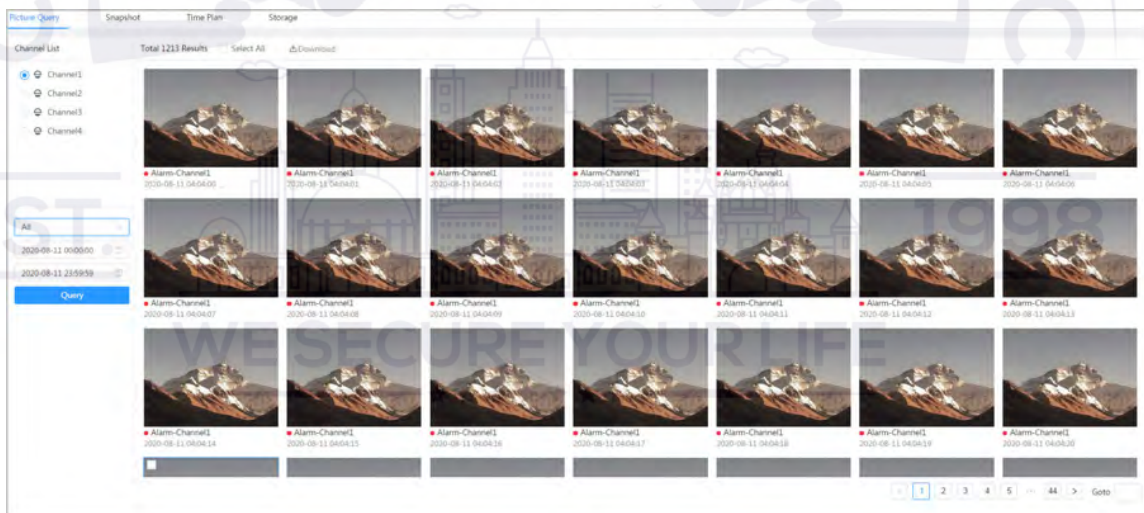 Picture Query Snapshot Time Plan Storage
Channel List Total 1213 Results Select All Download
Channel1
Channel2
Channel3
Channel4
Alarm-Channel1 Alarm-Channel1 Alarm-Channel1 Alarm-Channel1 Alarm-Channel1 Alarm-Channel1 Alarm-Channel1
2020-08-11 04:04:00 2020-08-11 04:04:01 2020-08-11 04:04:02 2020-08-11 04:04:03 2020-08-11 04:04:04 2020-08-11 04:04:05 2020-08-11 04:04:06
All
2020-08-11 00:00:00
2020-08-11 23:59:59
Query
EST. 1998
Alarm-Channel1 Alarm-Channel1 Alarm-Channel1 Alarm-Channel1 Alarm-Channel1 Alarm-Channel1 Alarm-Channel1
2020-08-11 04:04:07 2020-08-11 04:04:08 2020-08-11 04:04:09 2020-08-11 04:04:10 2020-08-11 04:04:11 2020-08-11 04:04:12 2020-08-11 04:04:13
WE SECURE YOUR LIFE
Alarm-Channel1 Alarm-Channel1 Alarm-Channel1 Alarm-Channel1 Alarm-Channel1 Alarm-Channel1 Alarm-Channel1
2020-08-11 04:04:14 2020-08-11 04:04:15 2020-08-11 04:04:16 2020-08-11 04:04:17 2020-08-11 04:04:18 2020-08-11 04:04:19 2020-08-11 04:04:20
< 1 2 3 4 5 ··· 44 > Goto